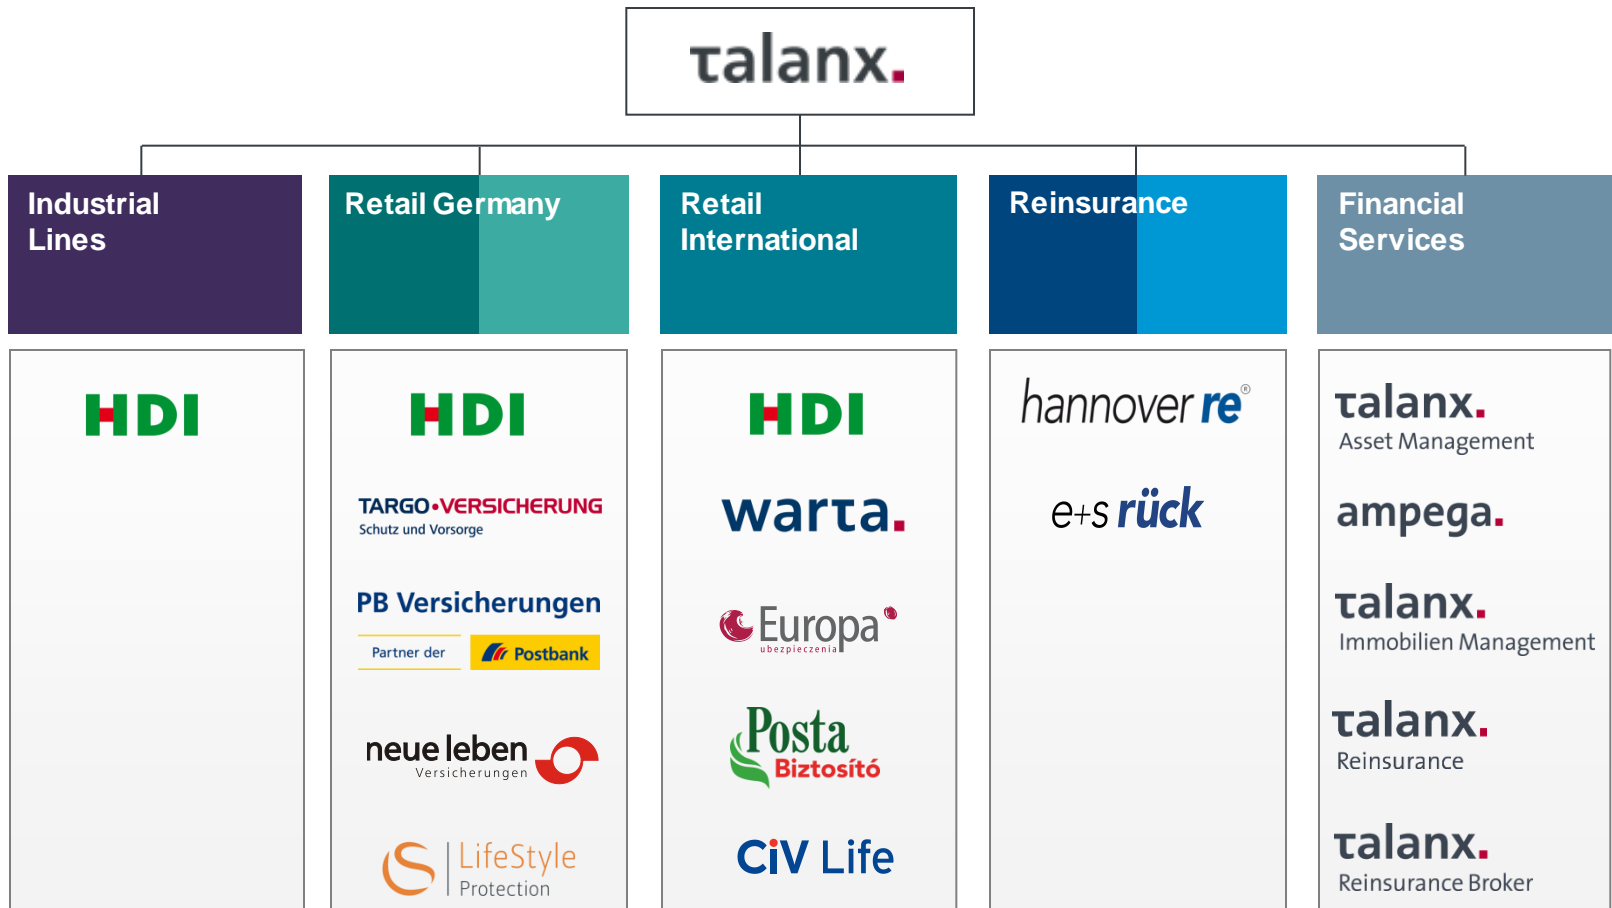 talanx.
Industrial
Lines
Retail Germany
Retail
International
Reinsurance
Financial
Services
HDI
HDI
TARGO•VERSICHERUNG
Schutz und Vorsorge
PB Versicherungen
Partner der
Postbank
neue leben
Versicherungen
LifeStyle
Protection
HDI
warta.
Europa
ubezpieczenia
Posta
Biztosító
CiV Life
hannover re®
e+s rück
talanx.
Asset Management
ampega.
talanx.
Immobilien Management
talanx.
Reinsurance
talanx.
Reinsurance Broker